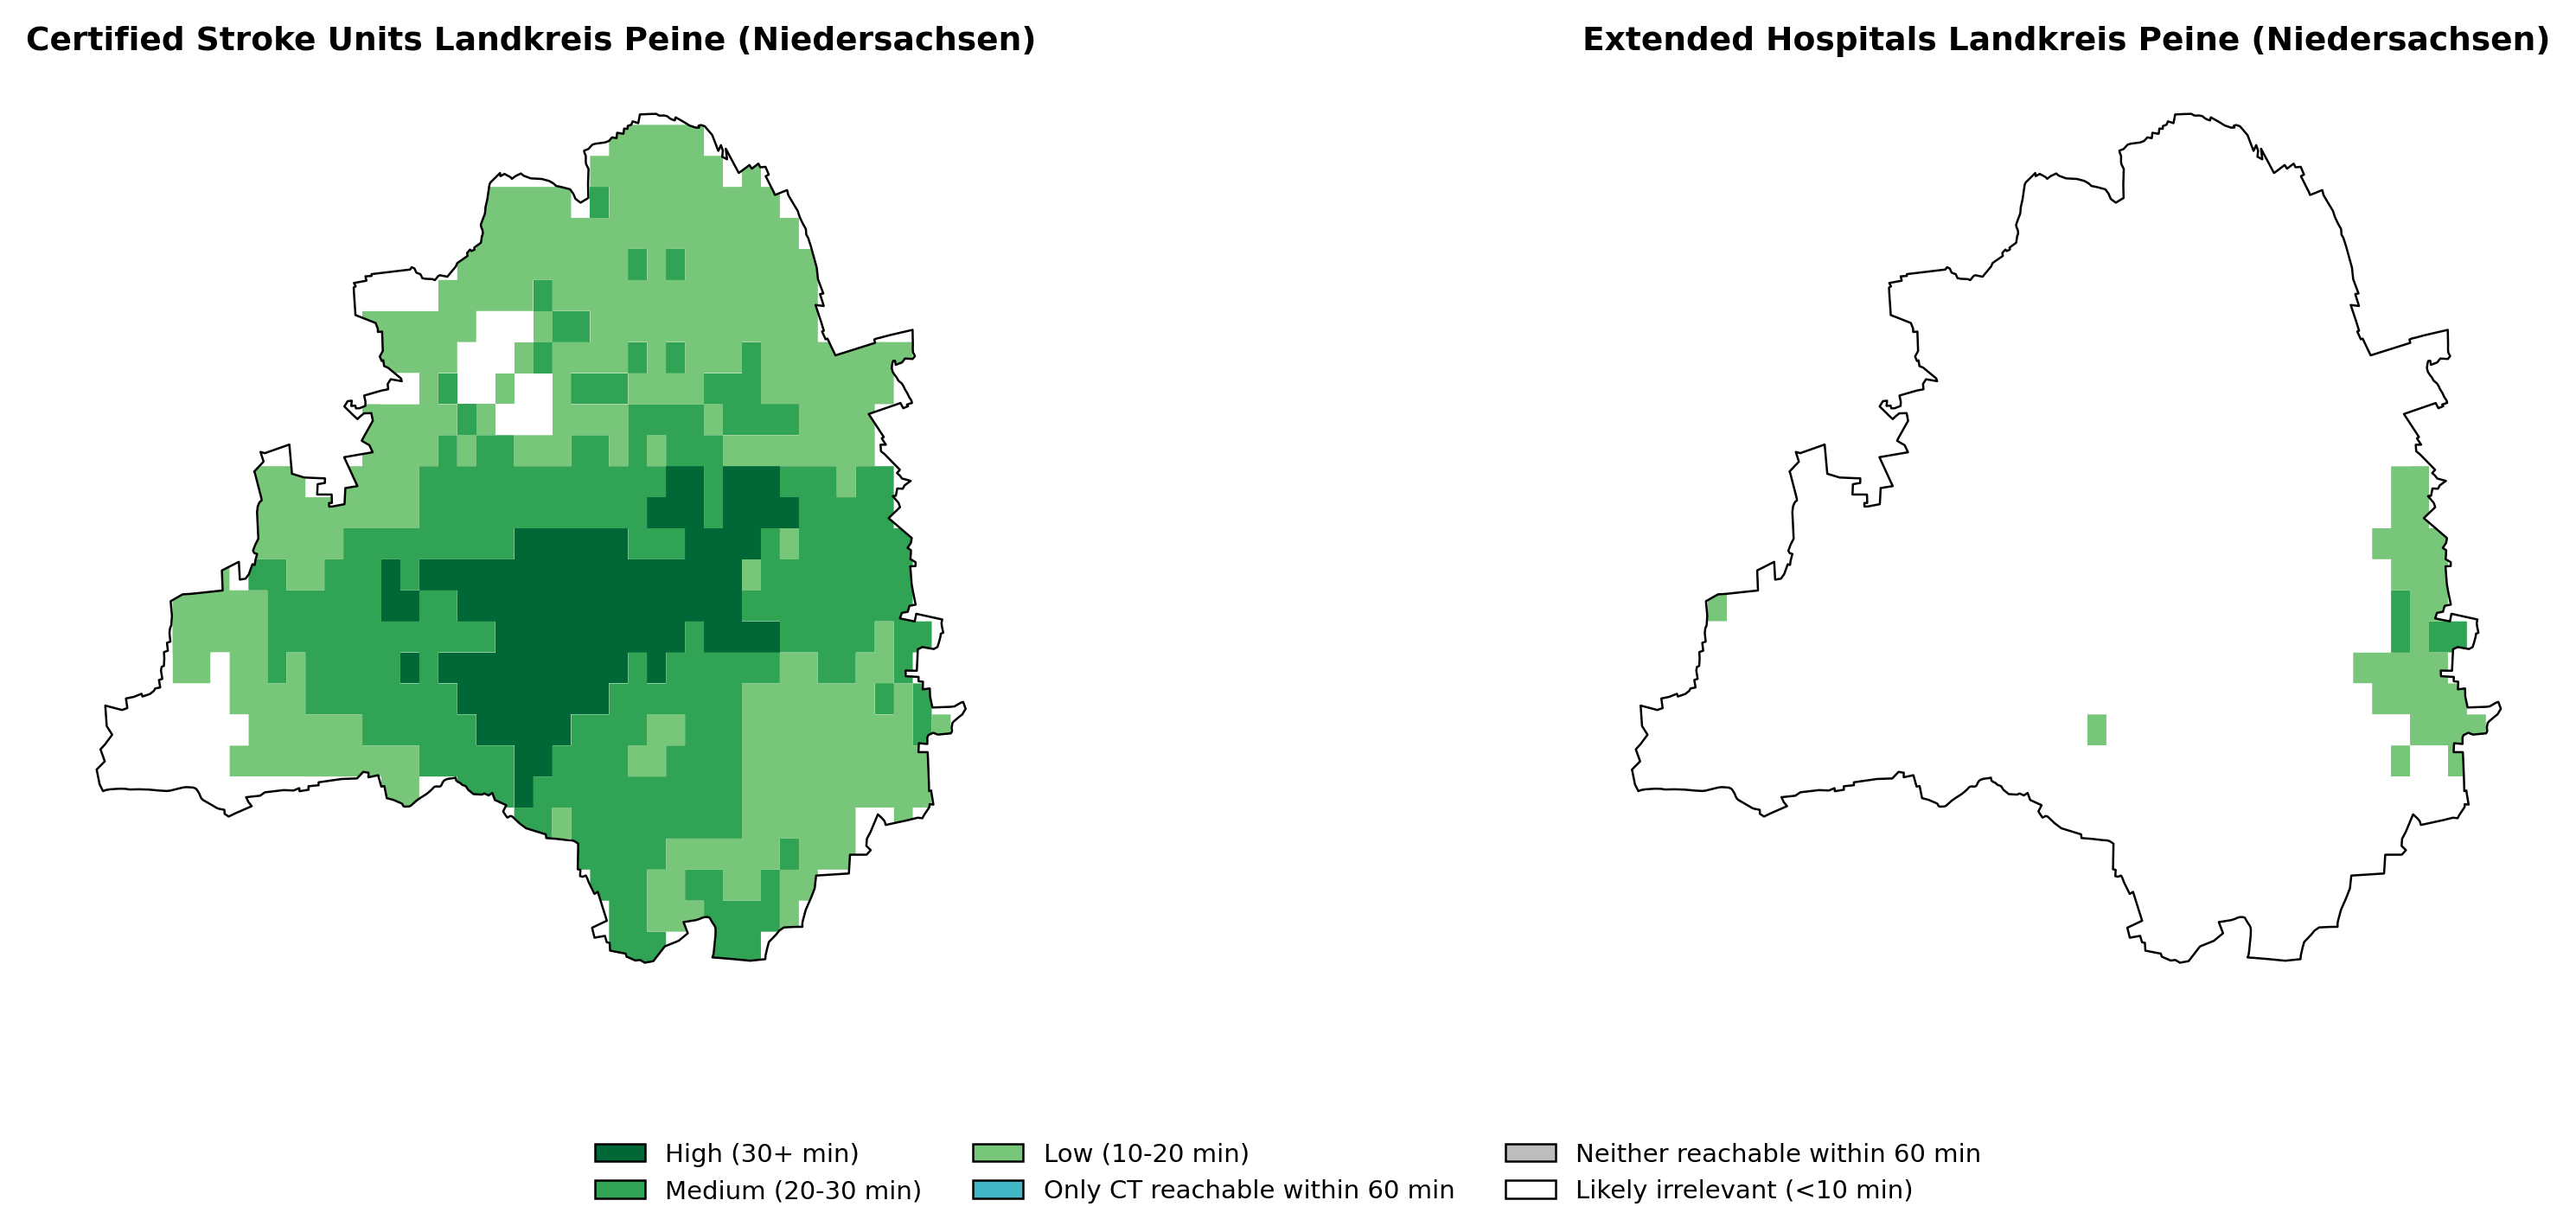 Certified Stroke Units Landkreis Peine (Niedersachsen)
Extended Hospitals Landkreis Peine (Niedersachsen)
High (30+ min)
Medium (20-30 min)
Low (10-20 min)
Only CT reachable within 60 min
Neither reachable within 60 min
Likely irrelevant (<10 min)